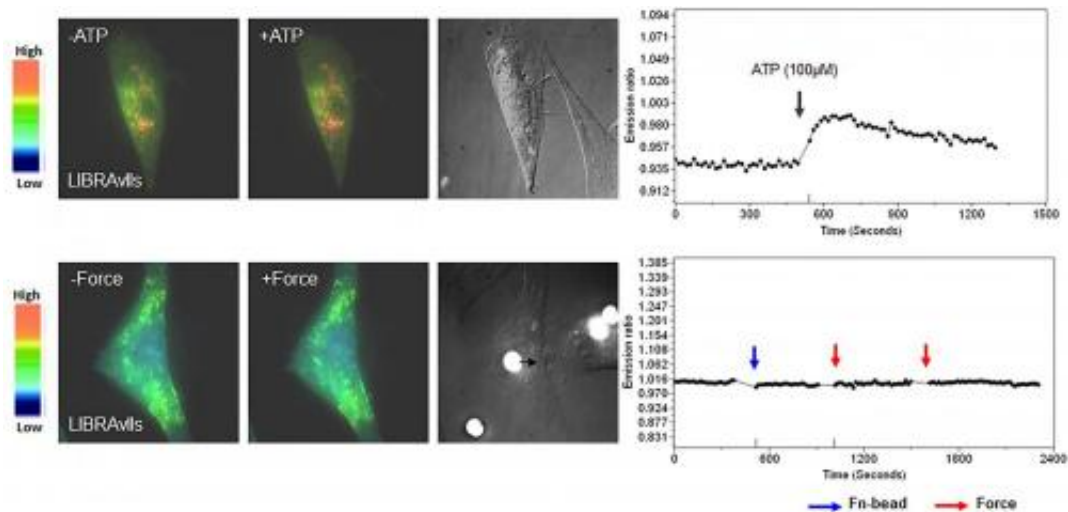 High
Low
-ATP
LIBRAvIIs
+ATP
1.094
1.071
1.049
1.026
1.003
0.980
0.957
0.935
0.912
Emission ratio
ATP (100μM)
0 300 600 900 1200 1500
Time (Seconds)
High
Low
-Force
LIBRAvIIs
+Force
1.385
1.339
1.293
1.247
1.201
1.154
1.108
1.062
1.016
0.970
0.924
0.877
0.831
Emission ratio
0 600 1200 1800 2400
Time (Seconds)
Fn-bead Force